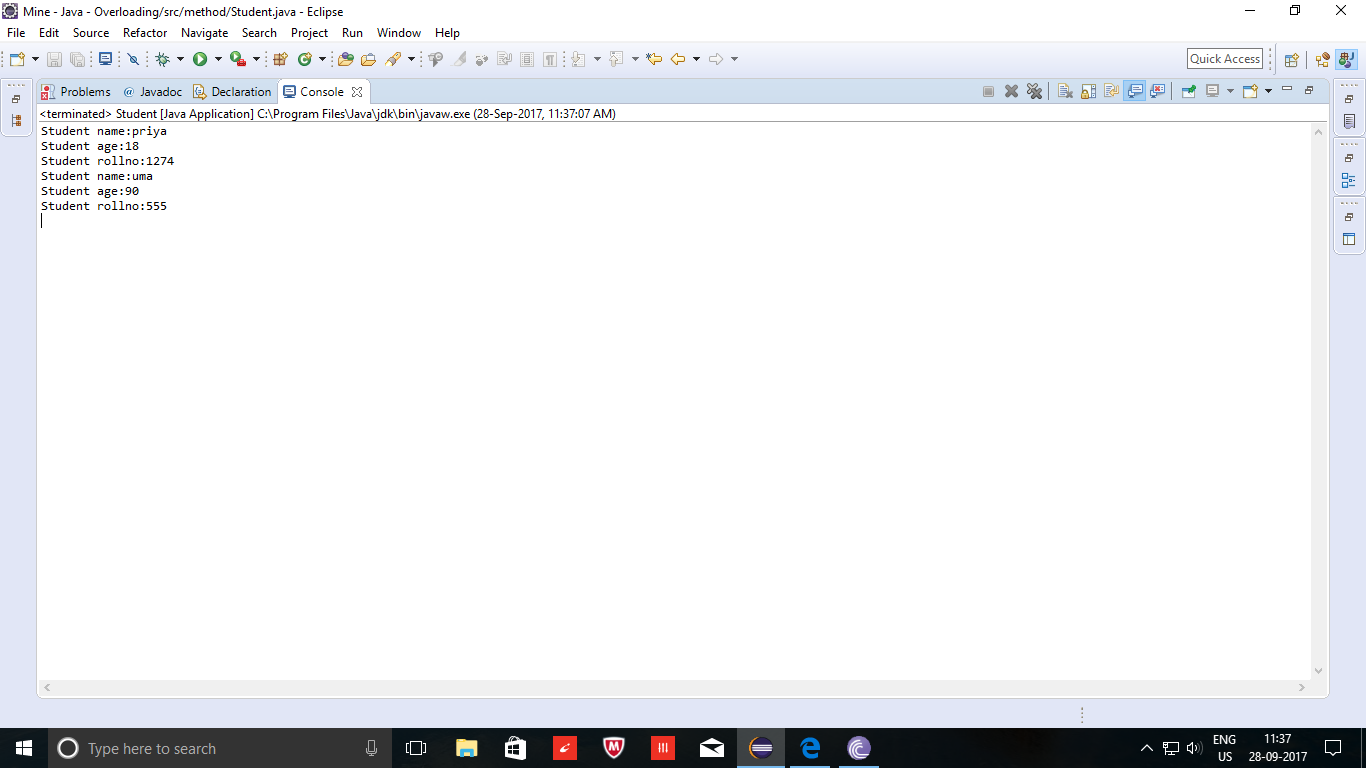 Mine - Java - Overloading/src/method/Student.java - Eclipse
File Edit Source Refactor Navigate Search Project Run Window Help
Quick Access
Problems @ Javadoc Declaration Console
<terminated> Student [Java Application] C:\Program Files\Java\jdk\bin\javaw.exe (28-Sep-2017, 11:37:07 AM)
Student name:priya
Student age:18
Student rollno:1274
Student name:uma
Student age:90
Student rollno:555
Type here to search
ENG
US
11:37
28-09-2017